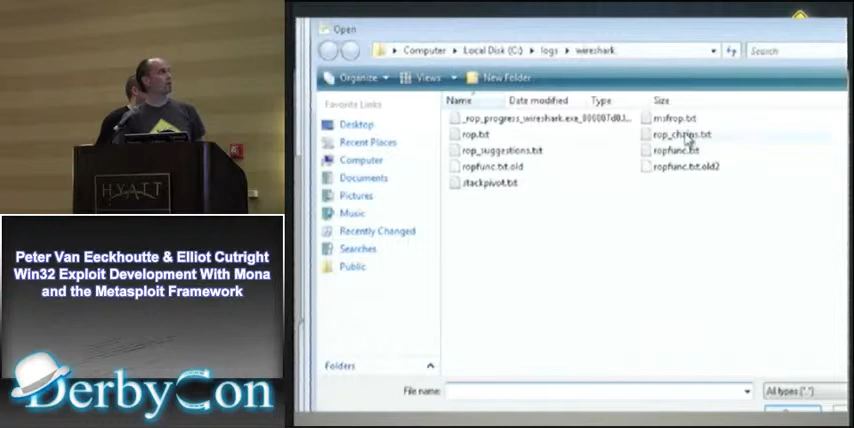 HYATT
Peter Van Eeckhoutte & Elliot Cutright
Win32 Exploit Development With Mona
and the Metasploit Framework
DerbyCon
Open
Computer Local Disk (C:) logs wireshark
Search
Organize Views New Folder
Favorite Links
Desktop
Recent Places
Computer
Documents
Pictures
Music
Recently Changed
Searches
Public
Folders
Name Date modified Type Size
_rop_progress_wireshark.exe_000007d0.l... msfrop.txt
rop.txt rop_chains.txt
rop_suggestions.txt ropfunc.txt
ropfunc.txt.old ropfunc.txt.old2
stackpivot.txt
File name: All types (*.*)